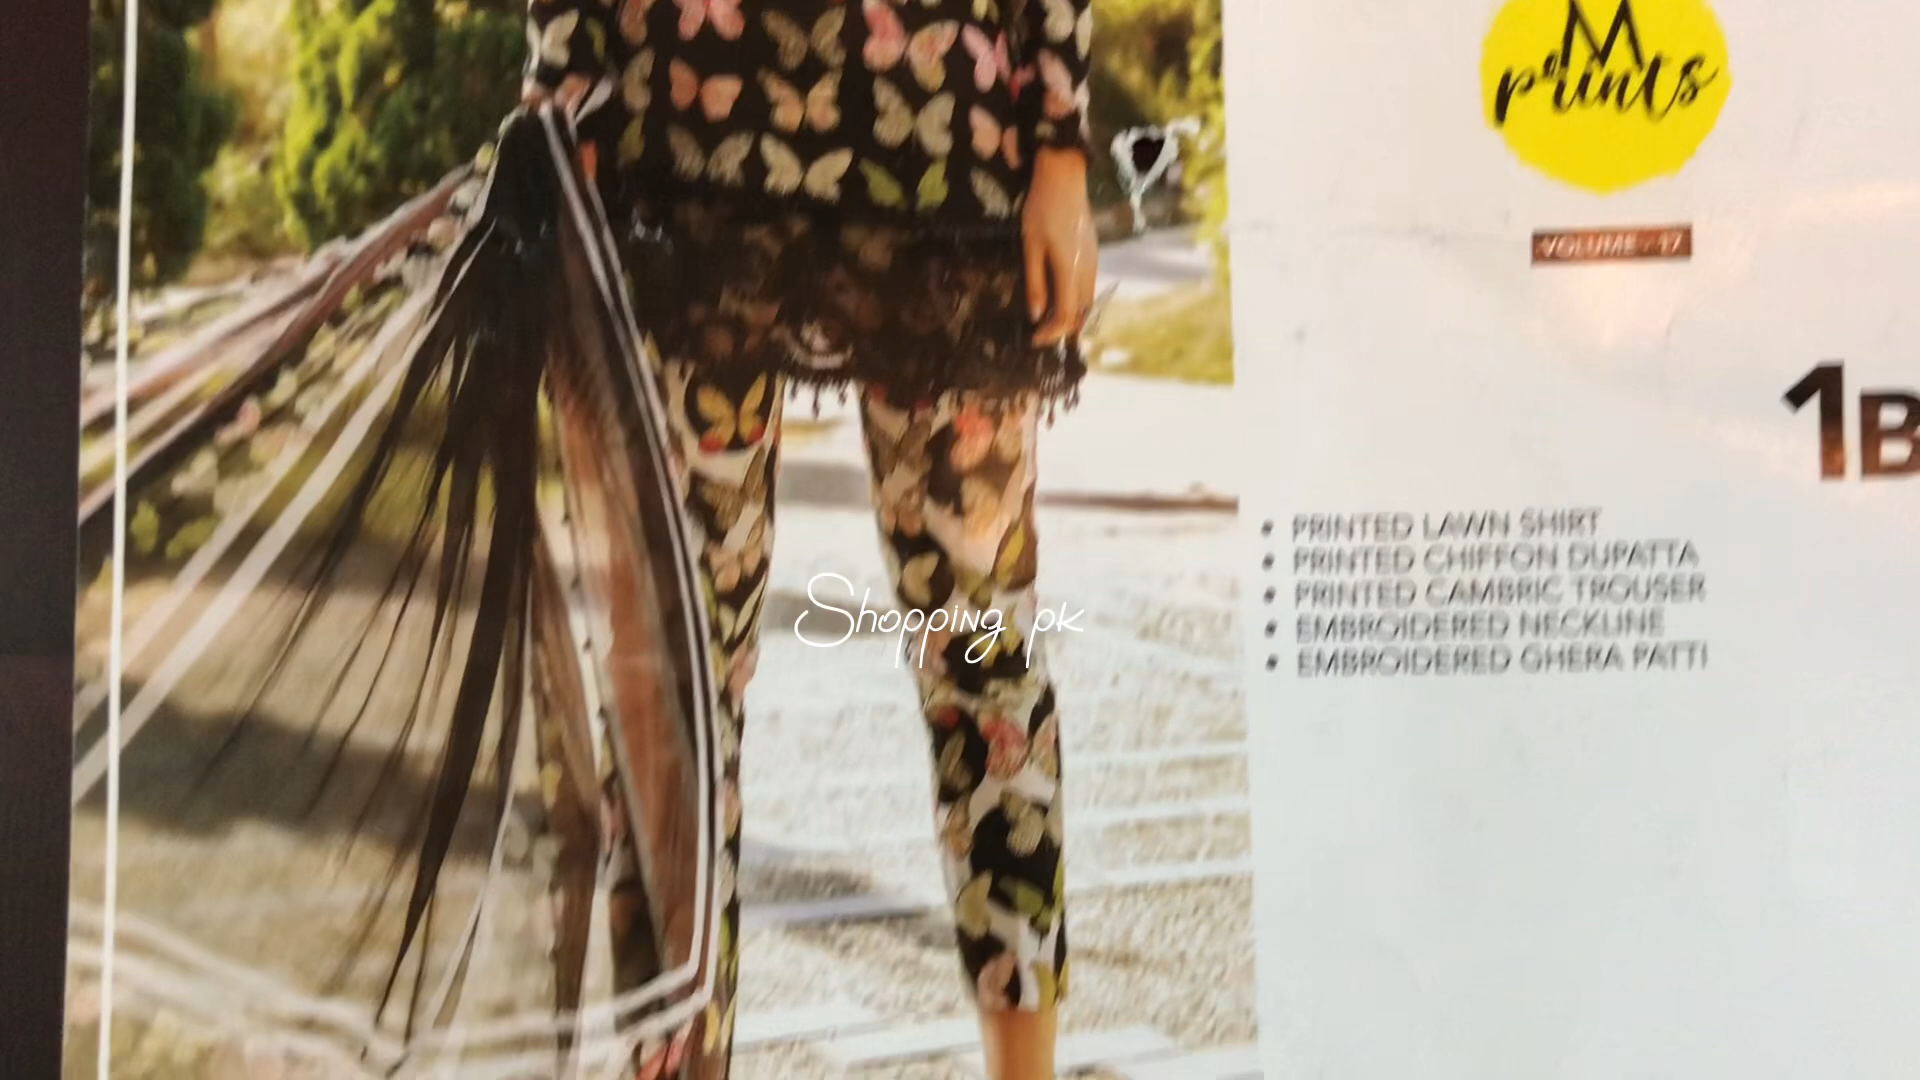 M
prints
VOLUME - 17
1B
• PRINTED LAWN SHIRT
• PRINTED CHIFFON DUPATTA
• PRINTED CAMBRIC TROUSER
• EMBROIDERED NECKLINE
• EMBROIDERED GHERA PATTI
Shopping pk